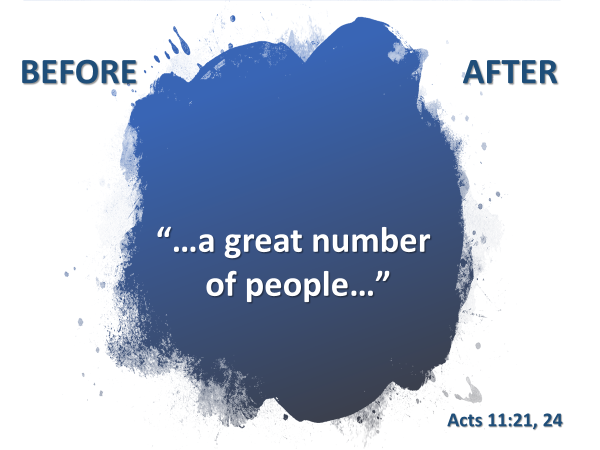 BEFORE
AFTER
“…a great number
of people…”
Acts 11:21, 24